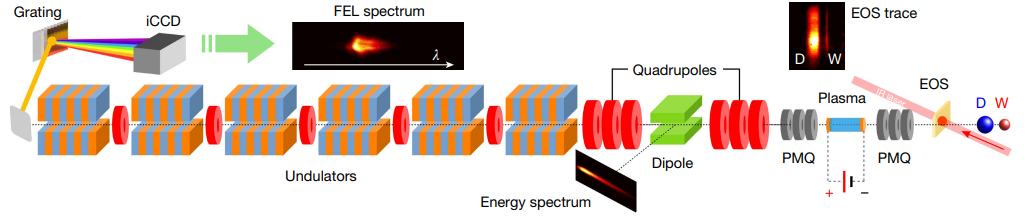 Grating
iCCD
FEL spectrum
λ
EOS trace
D W
Quadrupoles
IR laser
EOS
D W
Plasma
Undulators
Dipole
PMQ
PMQ
Energy spectrum
+ −